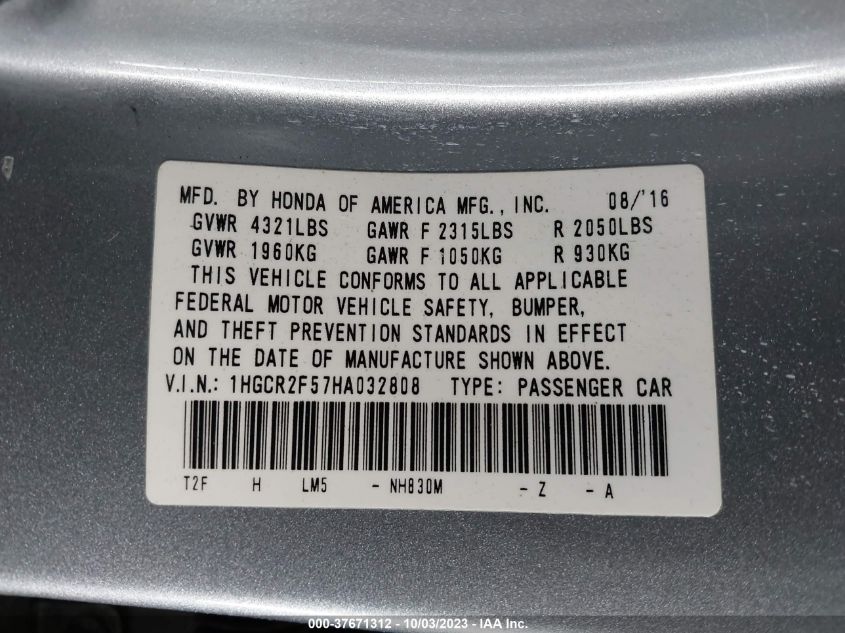 MFD. BY HONDA OF AMERICA MFG., INC. 08/'16
GVWR 4321LBS GAWR F 2315LBS R 2050LBS
GVWR 1960KG GAWR F 1050KG R 930KG
THIS VEHICLE CONFORMS TO ALL APPLICABLE
FEDERAL MOTOR VEHICLE SAFETY, BUMPER,
AND THEFT PREVENTION STANDARDS IN EFFECT
ON THE DATE OF MANUFACTURE SHOWN ABOVE.
V.I.N.: 1HGCR2F57HA032808 TYPE: PASSENGER CAR
T2F H LM5 - NH830M - Z - A
000-37671312 - 10/03/2023 - IAA Inc.